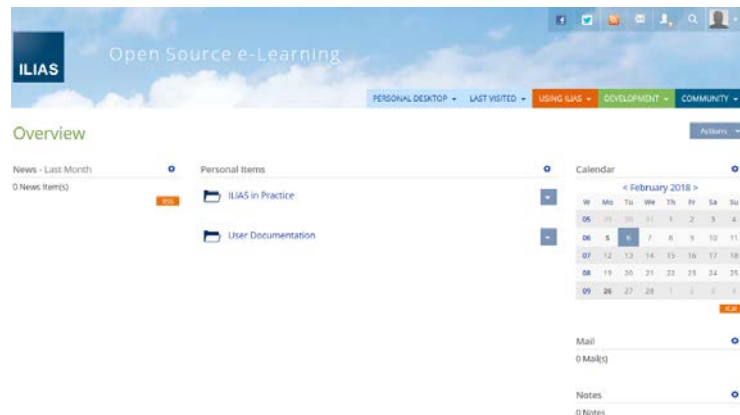 ILIAS
Open Source e-Learning
PERSONAL DESKTOP
LAST VISITED
USING ILIAS
DEVELOPMENT
COMMUNITY
Overview
Actions
News - Last Month
0 News Item(s)
RSS
Personal Items
ILIAS in Practice
User Documentation
Calendar
< February 2018 >
W Mo Tu We Th Fr Sa Su
05 29 30 31 1 2 3 4
06 5 6 7 8 9 10 11
07 12 13 14 15 16 17 18
08 19 20 21 22 23 24 25
09 26 27 28 1 2 3 4
ICAL
Mail
0 Mail(s)
Notes
0 Notes